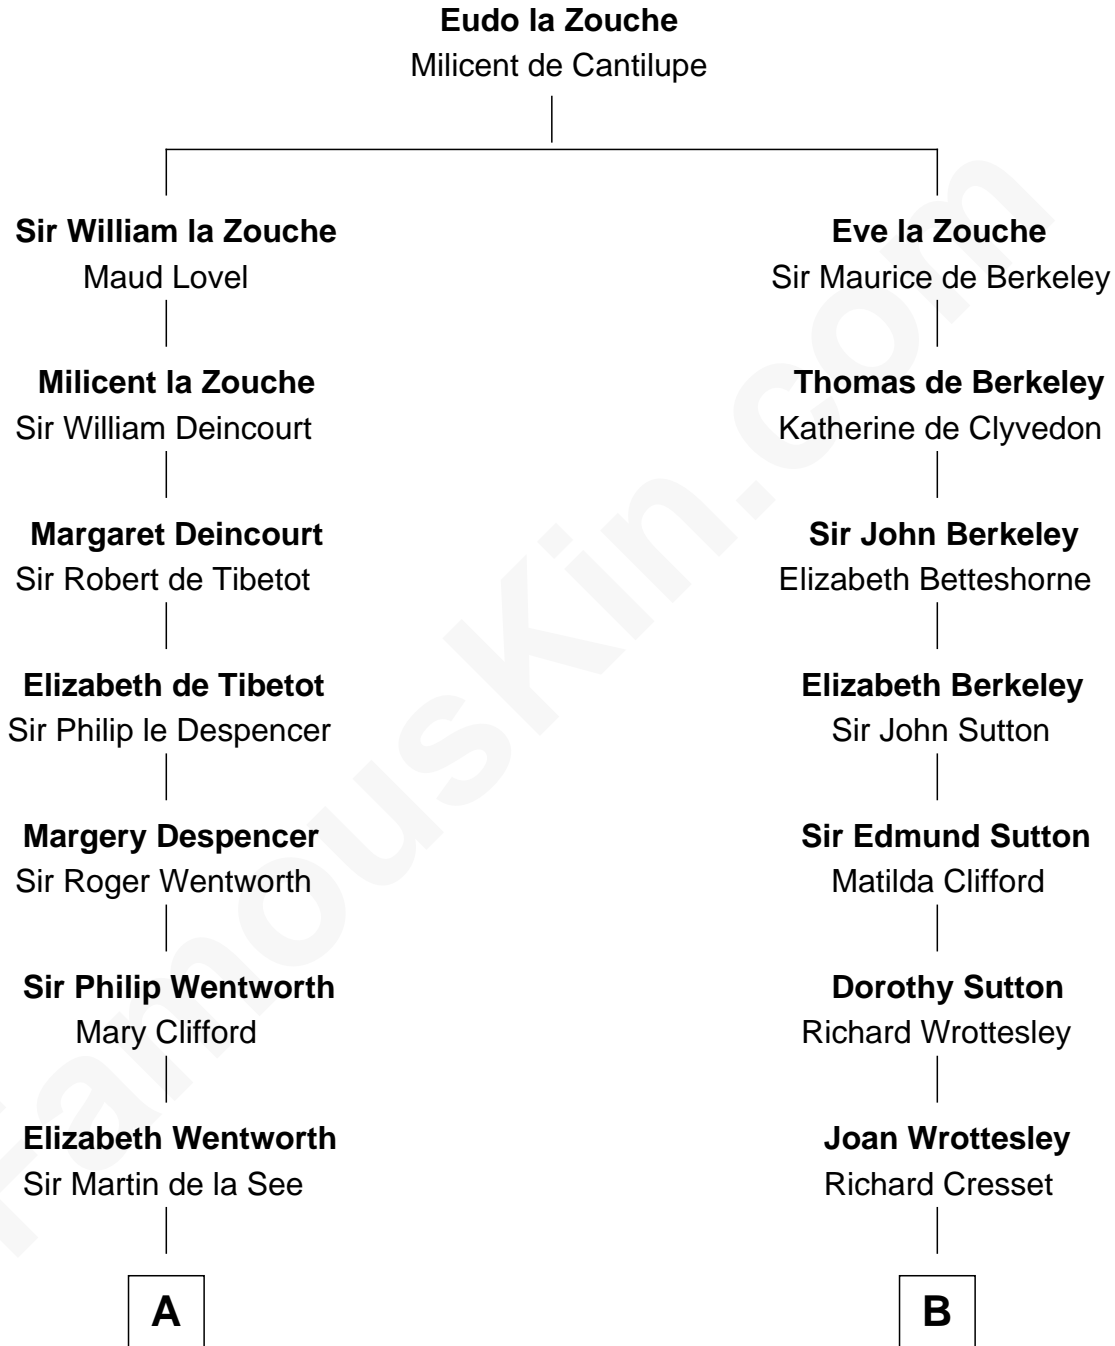 Eudo la Zouche
Milicent de Cantilupe
Sir William la Zouche
Maud Lovel
Eve la Zouche
Sir Maurice de Berkeley
Milicent la Zouche
Sir William Deincourt
Thomas de Berkeley
Katherine de Clyvedon
Margaret Deincourt
Sir Robert de Tibetot
Sir John Berkeley
Elizabeth Betteshorne
Elizabeth de Tibetot
Sir Philip le Despencer
Elizabeth Berkeley
Sir John Sutton
Margery Despencer
Sir Roger Wentworth
Sir Edmund Sutton
Matilda Clifford
Sir Philip Wentworth
Mary Clifford
Dorothy Sutton
Richard Wrottesley
Elizabeth Wentworth
Sir Martin de la See
Joan Wrottesley
Richard Cresset
A
B
FamousKin.com